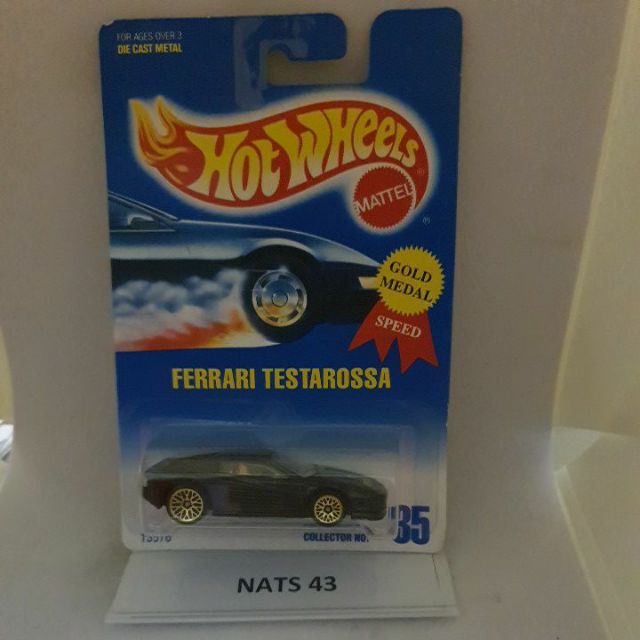 FOR AGES OVER 3
DIE CAST METAL
HOT WHEELS
®
MATTEL
®
GOLD
MEDAL
SPEED
FERRARI TESTAROSSA
COLLECTOR NO.
35
NATS 43